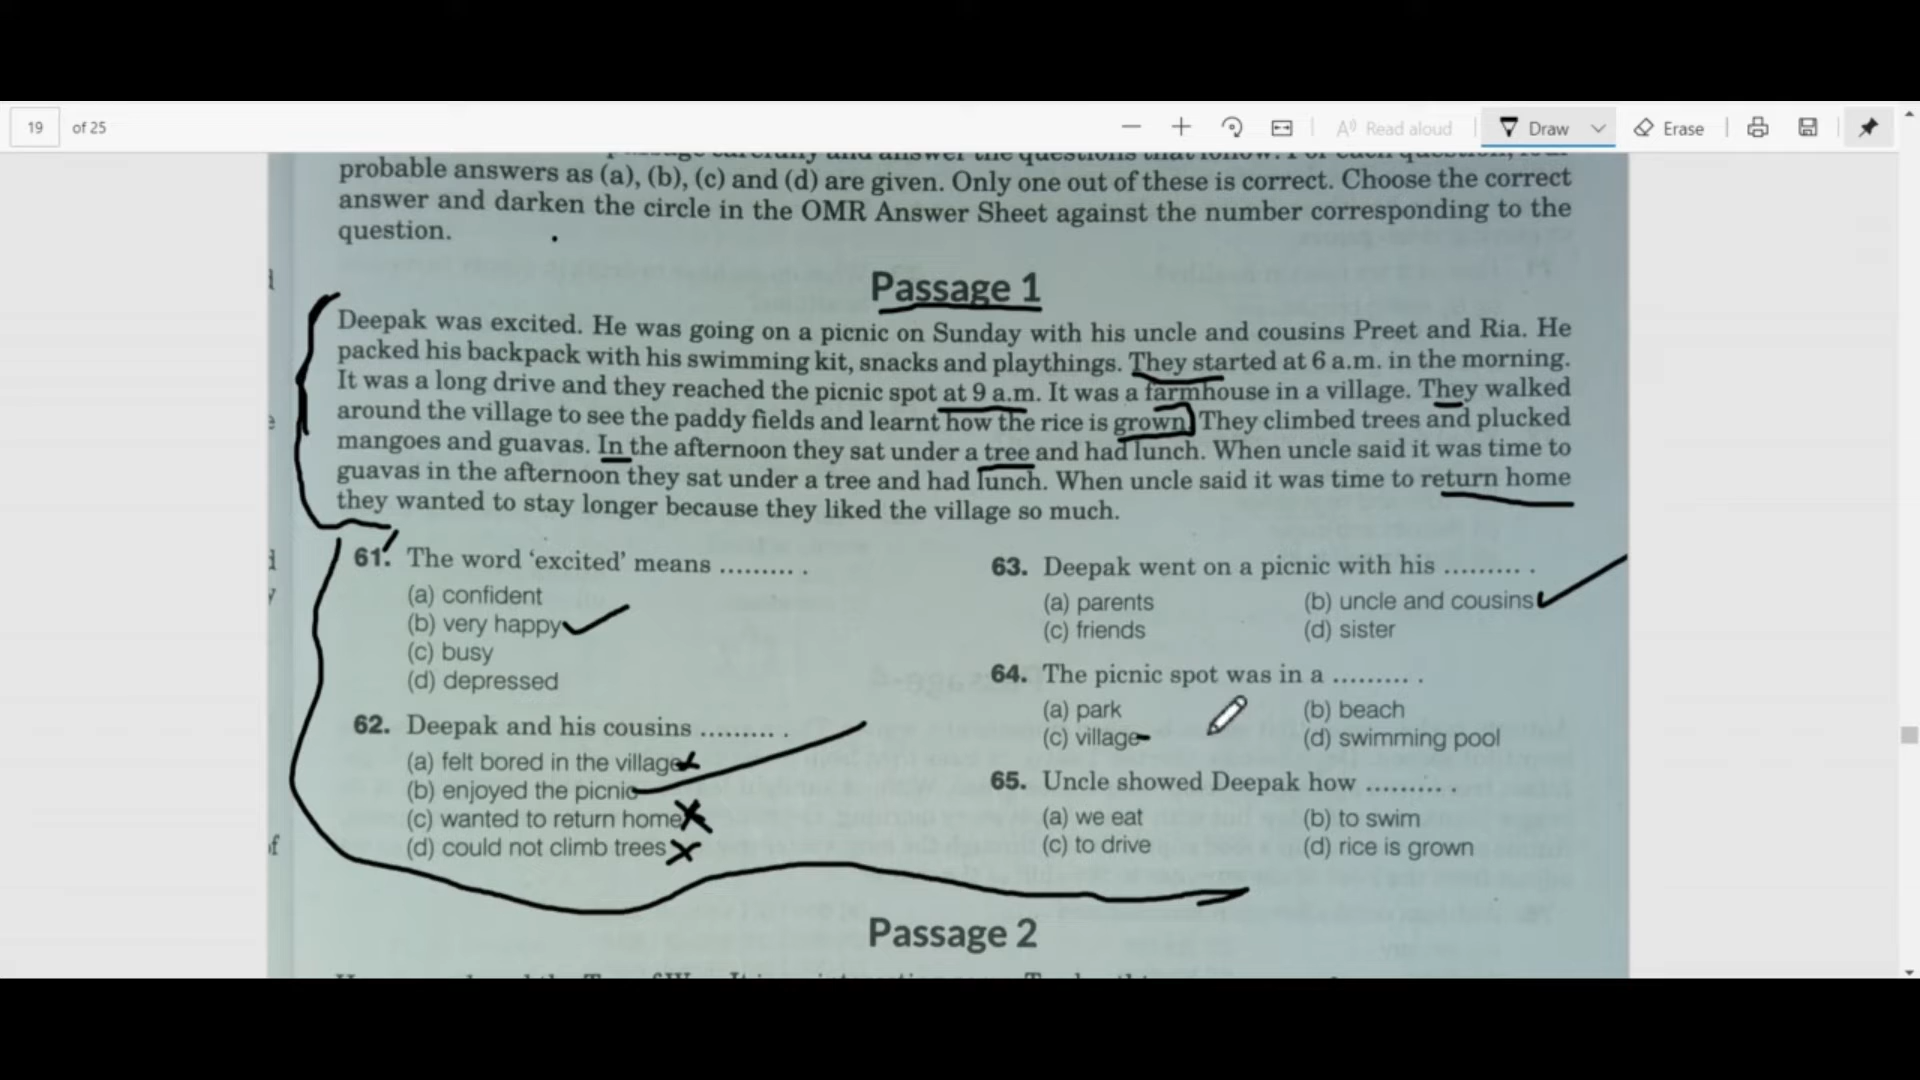 19 of 25
Read aloud
Draw
Erase
carefully and answer the questions that follow. For each question, four
probable answers as (a), (b), (c) and (d) are given. Only one out of these is correct. Choose the correct
answer and darken the circle in the OMR Answer Sheet against the number corresponding to the
question.
Passage 1
Deepak was excited. He was going on a picnic on Sunday with his uncle and cousins Preet and Ria. He
packed his backpack with his swimming kit, snacks and playthings. They started at 6 a.m. in the morning.
It was a long drive and they reached the picnic spot at 9 a.m. It was a farmhouse in a village. They walked
around the village to see the paddy fields and learnt how the rice is grown. They climbed trees and plucked
mangoes and guavas. In the afternoon they sat under a tree and had lunch. When uncle said it was time to
guavas in the afternoon they sat under a tree and had lunch. When uncle said it was time to return home
they wanted to stay longer because they liked the village so much.
61. The word ‘excited’ means ......... .
(a) confident
(b) very happy
(c) busy
(d) depressed
62. Deepak and his cousins ......... .
(a) felt bored in the village
(b) enjoyed the picnic
(c) wanted to return home
(d) could not climb trees
63. Deepak went on a picnic with his ......... .
(a) parents (b) uncle and cousins
(c) friends (d) sister
64. The picnic spot was in a ......... .
(a) park (b) beach
(c) village (d) swimming pool
65. Uncle showed Deepak how ......... .
(a) we eat (b) to swim
(c) to drive (d) rice is grown
Passage 2